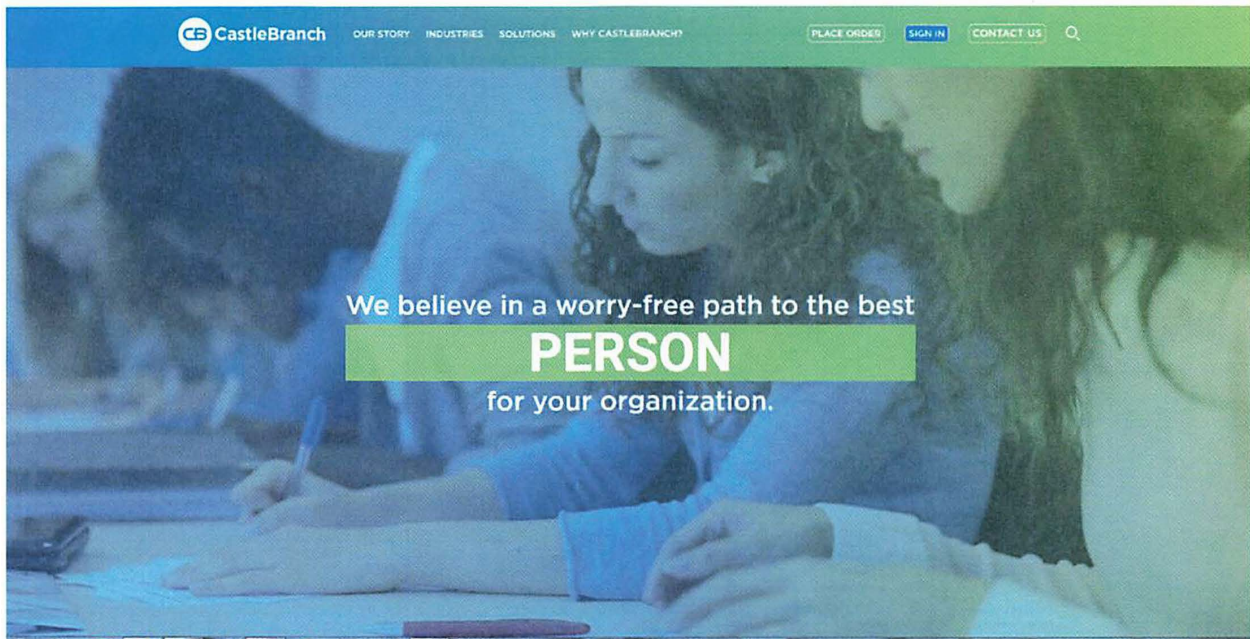 CB CastleBranch OUR STORY INDUSTRIES SOLUTIONS WHY CASTLEBRANCH? PLACE ORDER SIGN IN CONTACT US
We believe in a worry-free path to the best
PERSON
for your organization.